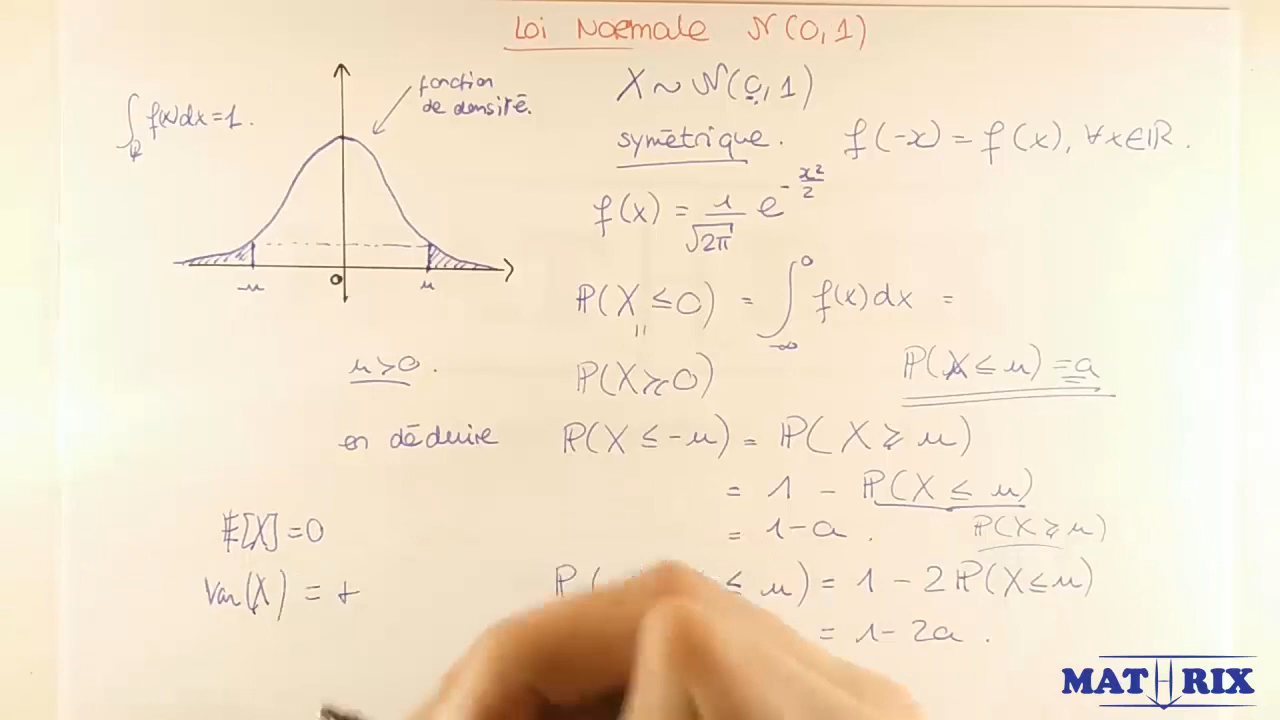 Loi Normale N(0,1)
∫ℝ f(x)dx = 1.
fonction
de densité.
-u
0
u
X ~ N(0,1)
symétrique. f(-x) = f(x), ∀x∈ℝ.
f(x) = 1/√2π e^-x²/2
P(X ≤ 0) = ∫-∞^0 f(x)dx =
=
P(X ≥ 0)
u > 0.
P(X ≤ u) = a
en déduire
P(X ≤ -u) = P(X ≥ u)
= 1 - P(X ≤ u)
= 1-a.
P(X ≥ u)
E[X] = 0
Var(X) = +
P( ≤ u) = 1 - 2P(X≤u)
= 1-2a.
MATHRIX